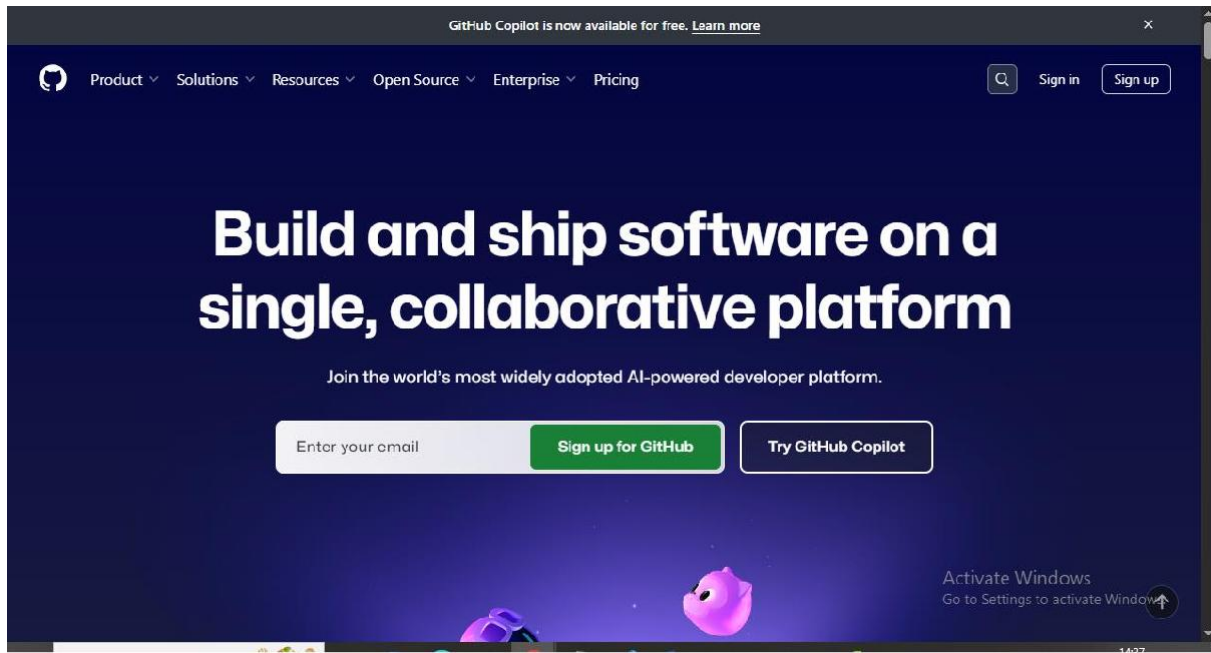 GitHub Copilot is now available for free. Learn more
Product Solutions Resources Open Source Enterprise Pricing Sign in Sign up
Build and ship software on a
single, collaborative platform
Join the world's most widely adopted AI-powered developer platform.
Enter your email Sign up for GitHub Try GitHub Copilot
Activate Windows
Go to Settings to activate Windows
14:27